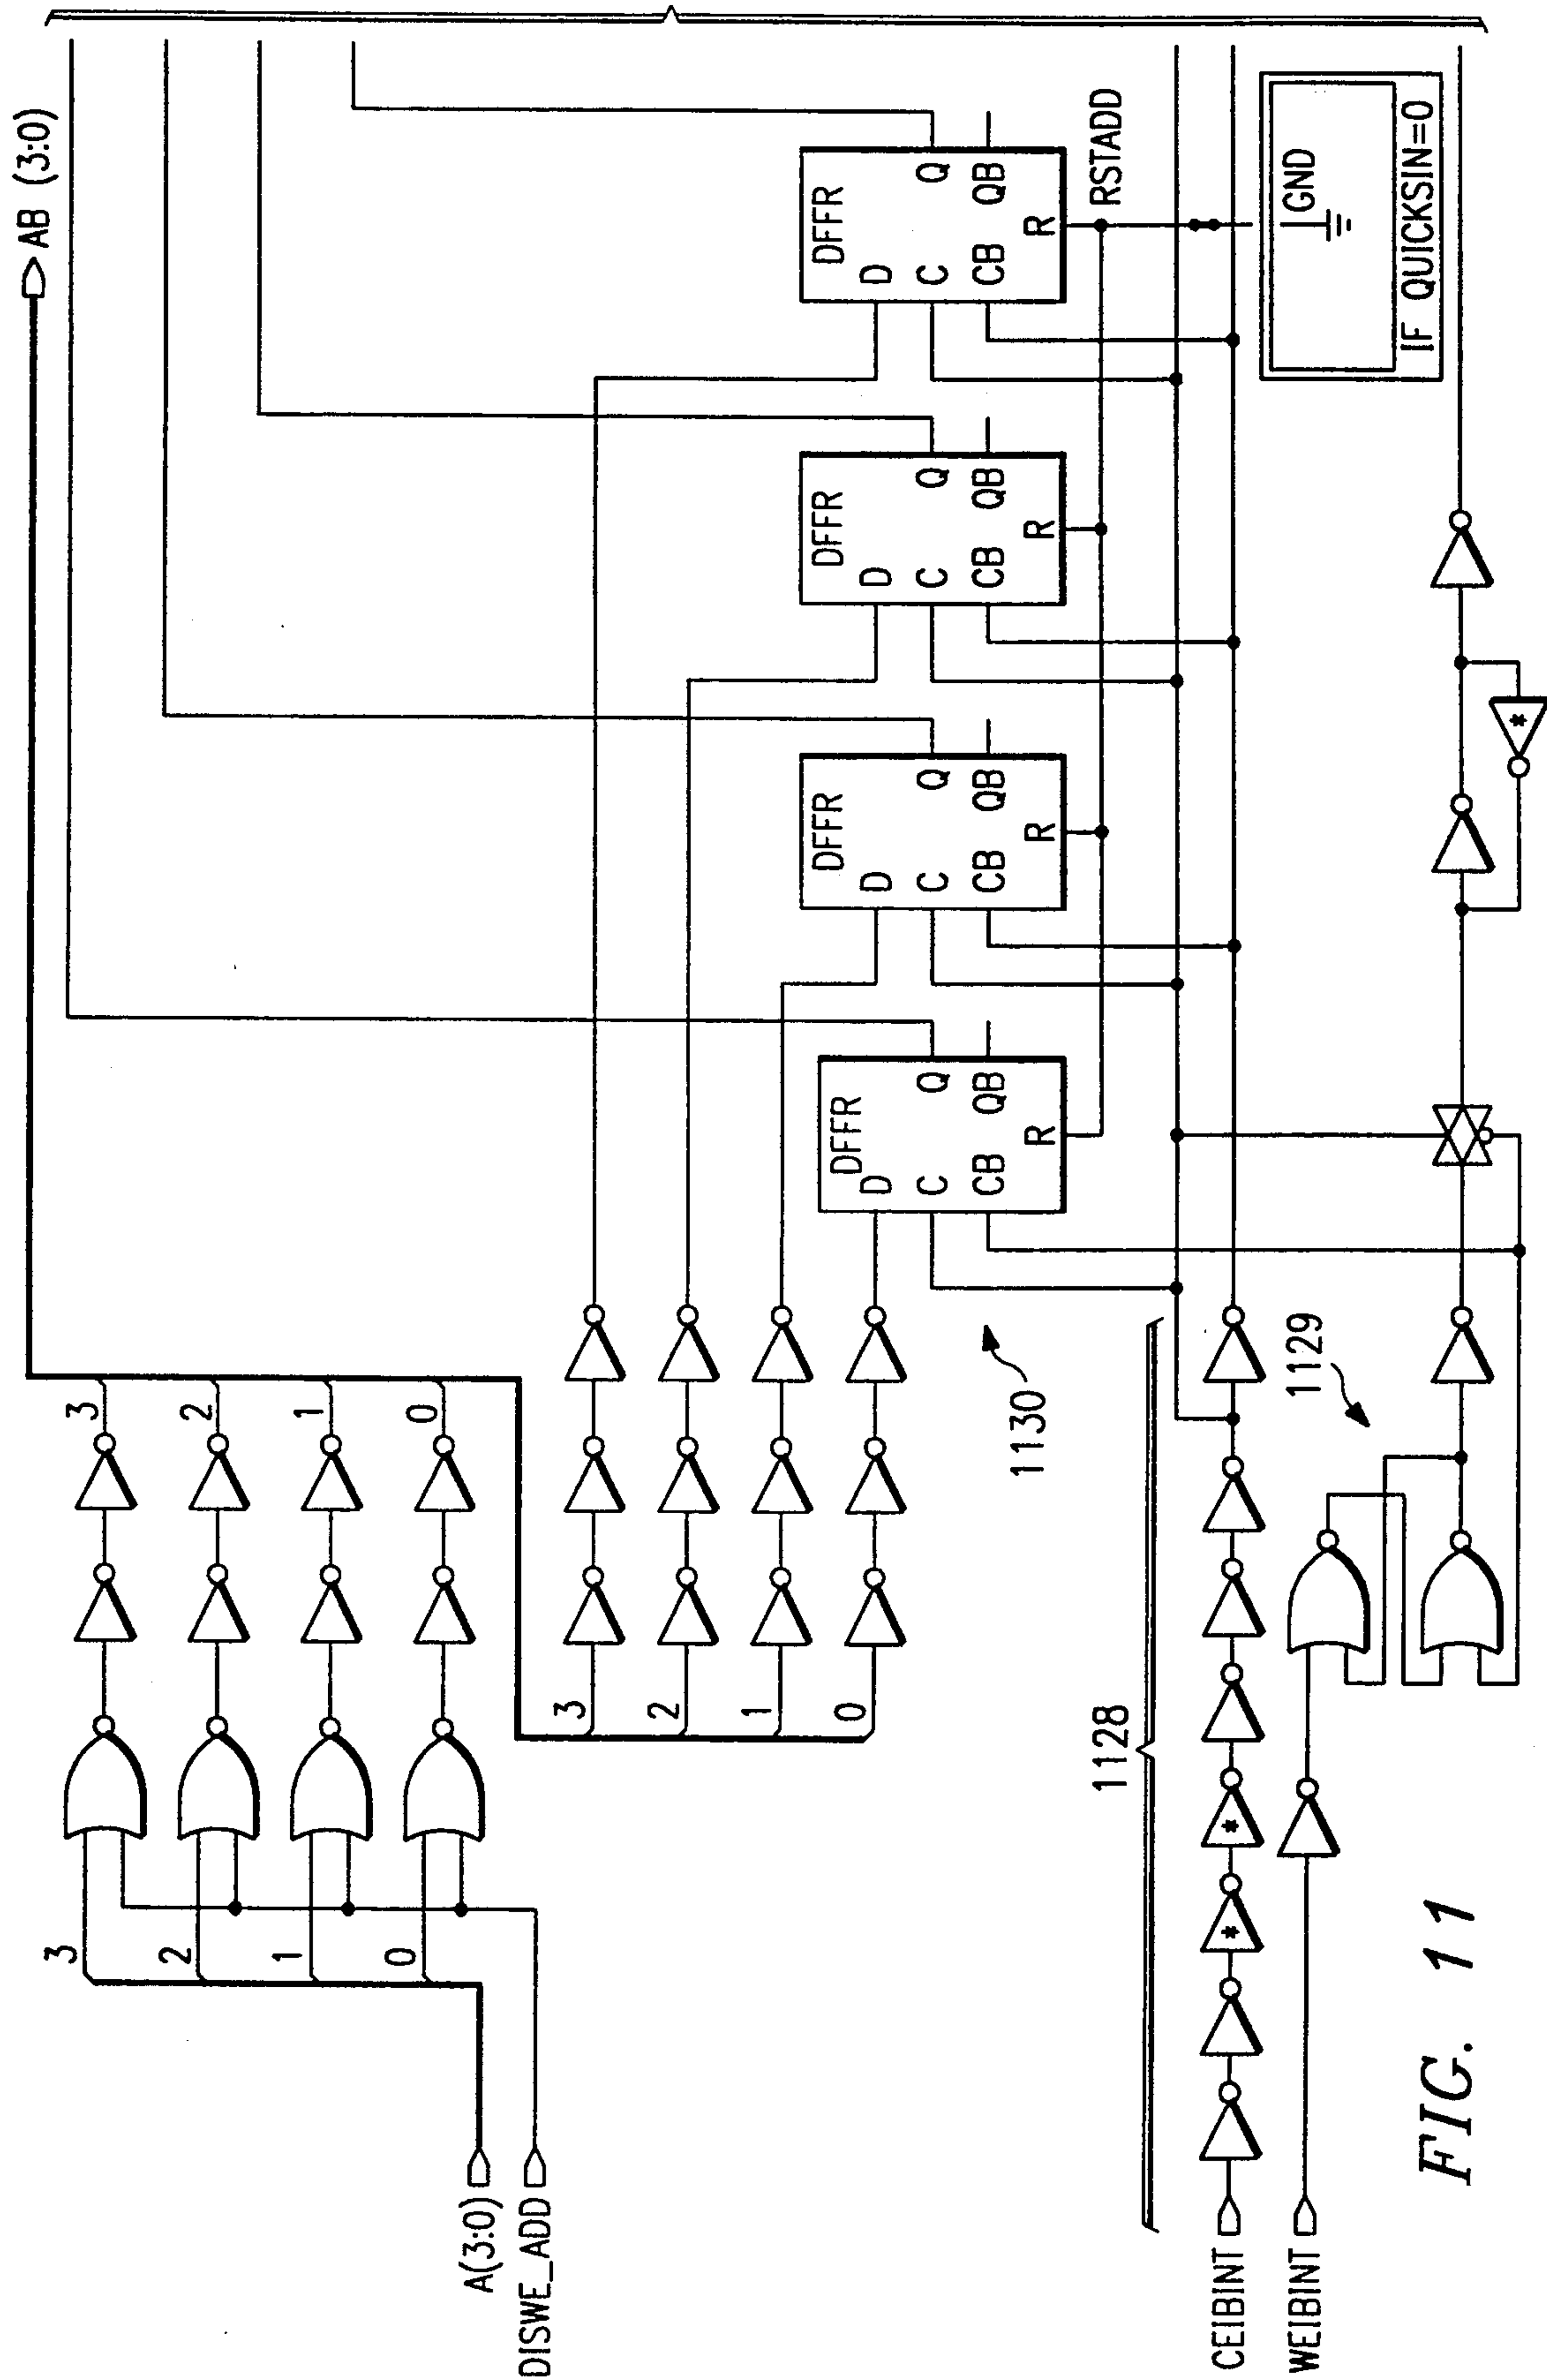 AB (3:0)
3
2
1
0
3
2
1
0
A(3:0)
DISWE_ADD
3
2
1
0
DFFR
D
C
CB
Q
QB
R
DFFR
D
C
CB
Q
QB
R
DFFR
D
C
CB
Q
QB
R
DFFR
D
C
CB
Q
QB
R
RSTADD
1130
1128
GND
IF QUICKSIN=0
CEIBINT
*
*
WEIBINT
1129
*
FIG. 11